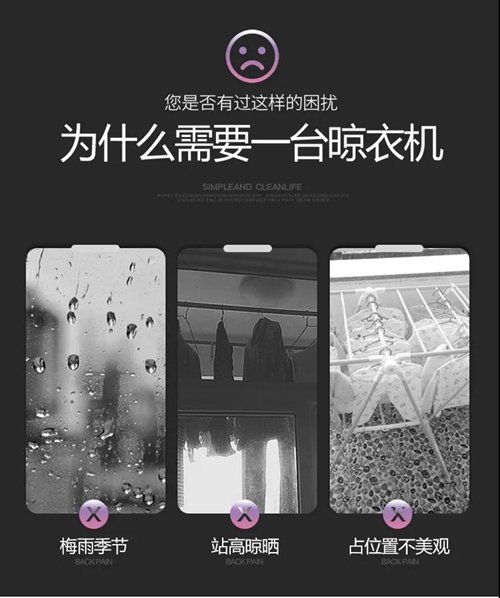 您是否有过这样的困扰
为什么需要一台晾衣机
SIMPLEAND CLEANLIFE
梅雨季节
站高晾晒
占位置不美观
BACK PAIN
BACK PAIN
BACK PAIN